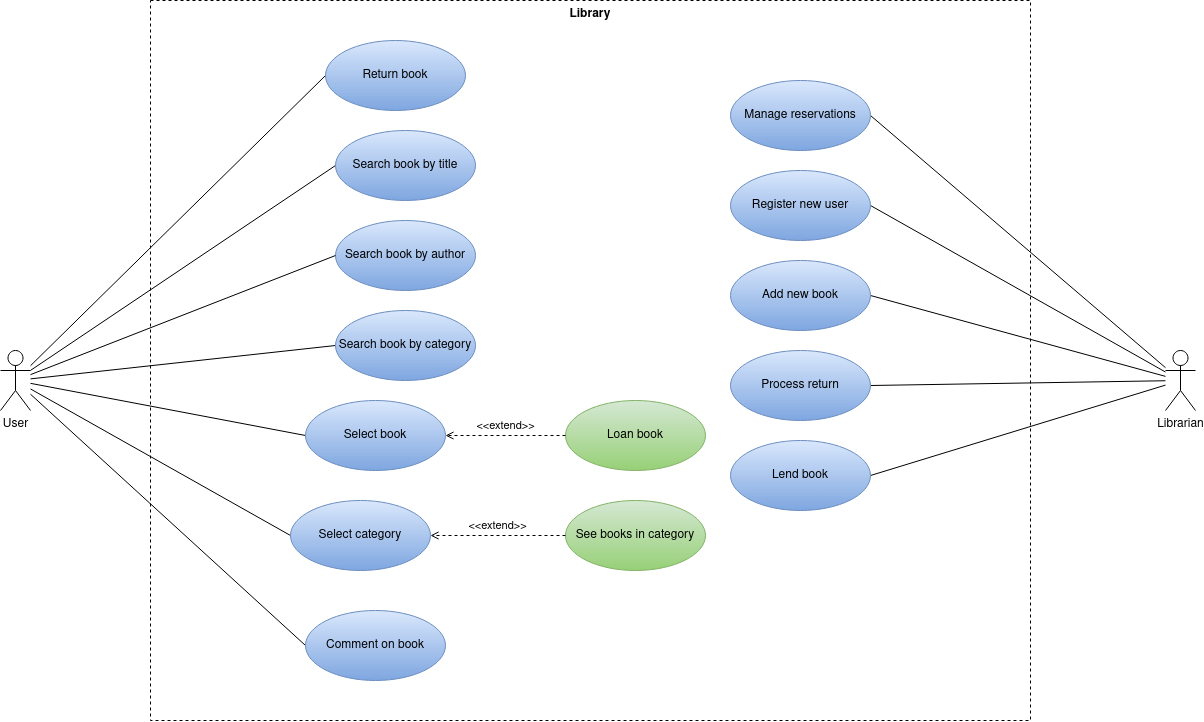 Library
Return book
Search book by title
Search book by author
Search book by category
Select book
<<extend>>
Loan book
Select category
<<extend>>
See books in category
Comment on book
User
Manage reservations
Register new user
Add new book
Process return
Lend book
Librarian